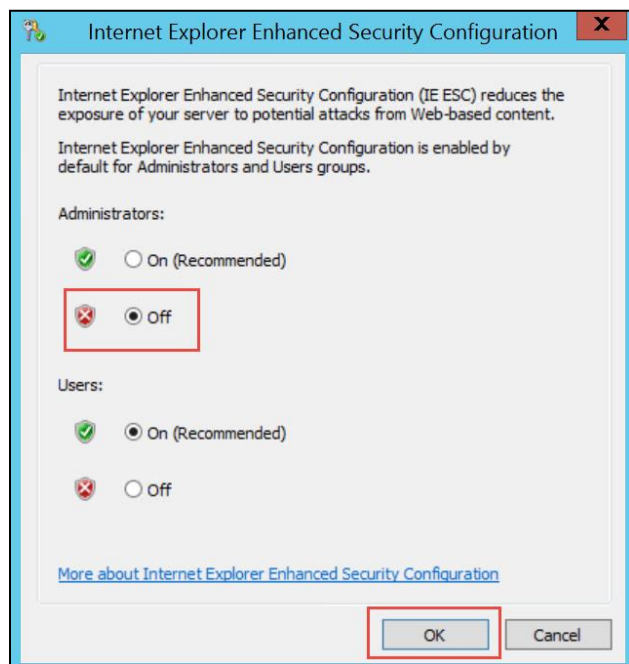 Internet Explorer Enhanced Security Configuration
X
Internet Explorer Enhanced Security Configuration (IE ESC) reduces the
exposure of your server to potential attacks from Web-based content.
Internet Explorer Enhanced Security Configuration is enabled by
default for Administrators and Users groups.
Administrators:
On (Recommended)
Off
Users:
On (Recommended)
Off
More about Internet Explorer Enhanced Security Configuration
OK
Cancel